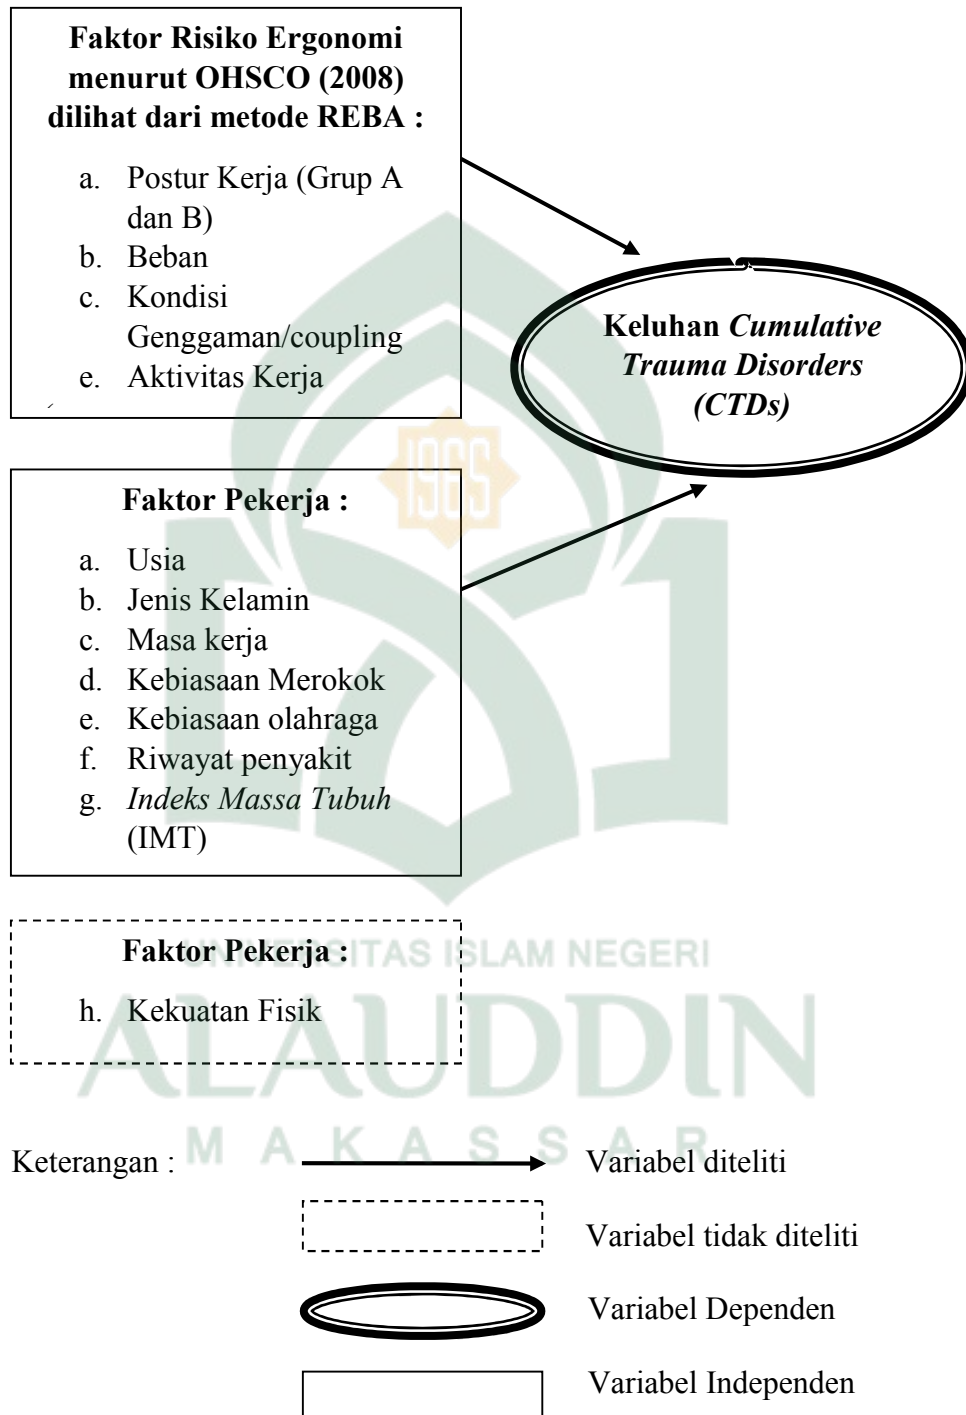 Faktor Risiko Ergonomi
menurut OHSCO (2008)
dilihat dari metode REBA :
a. Postur Kerja (Grup A
dan B)
b. Beban
c. Kondisi
Genggaman/coupling
e. Aktivitas Kerja
Keluhan Cumulative
Trauma Disorders
(CTDs)
1965
Faktor Pekerja :
a. Usia
b. Jenis Kelamin
c. Masa kerja
d. Kebiasaan Merokok
e. Kebiasaan olahraga
f. Riwayat penyakit
g. Indeks Massa Tubuh
(IMT)
Faktor Pekerja :
h. Kekuatan Fisik
UNIVERSITAS ISLAM NEGERI
ALAUDDIN
MAKASSAR
Keterangan :
Variabel diteliti
Variabel tidak diteliti
Variabel Dependen
Variabel Independen